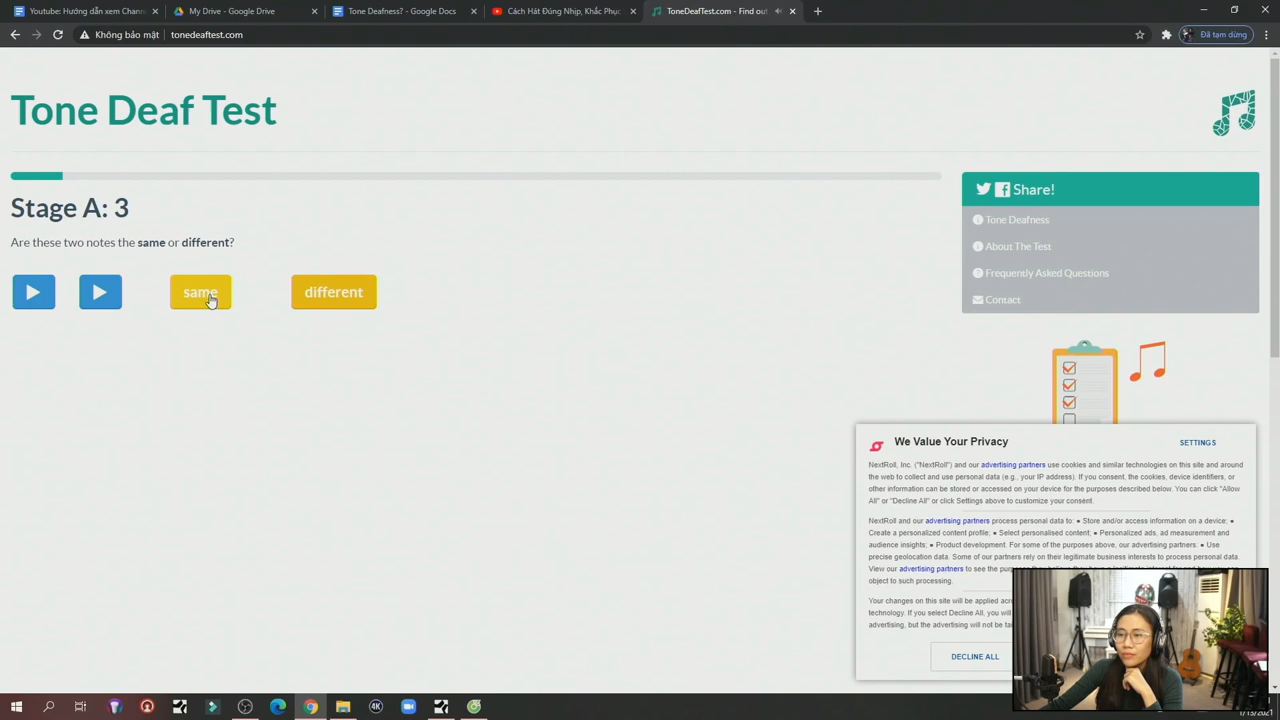 Youtube: Hướng dẫn xem Chann
My Drive - Google Drive
Tone Deafness? - Google Docs
Cách Hát Đúng Nhịp, Khắc Phục
ToneDeafTest.com - Find out
Không bảo mật
tonedeaftest.com
Đã tạm dừng
Tone Deaf Test
Stage A: 3
Are these two notes the same or different?
same
different
Share!
Tone Deafness
About The Test
Frequently Asked Questions
Contact
We Value Your Privacy
SETTINGS
NextRoll, Inc. ("NextRoll") and our advertising partners use cookies and similar technologies on this site and around
the web to collect and use personal data (e.g., your IP address). If you consent, the cookies, device identifiers, or
other information can be stored or accessed on your device for the purposes described below. You can click "Allow
All" or "Decline All" or click Settings above to customize your consent.
NextRoll and our advertising partners process personal data to: ● Store and/or access information on a device; ●
Create a personalized content profile; ● Select personalised content; ● Personalized ads, ad measurement and
audience insights; ● Product development. For some of the purposes above, our advertising partners: ● Use
precise geolocation data. Some of our partners rely on their legitimate business interests to process personal data.
View our advertising partners to see the
object to such processing.
Your changes on this site will be applied
technology. If you select Decline All, you will
advertising, but the advertising will not be
DECLINE ALL
4K
1/13/2021